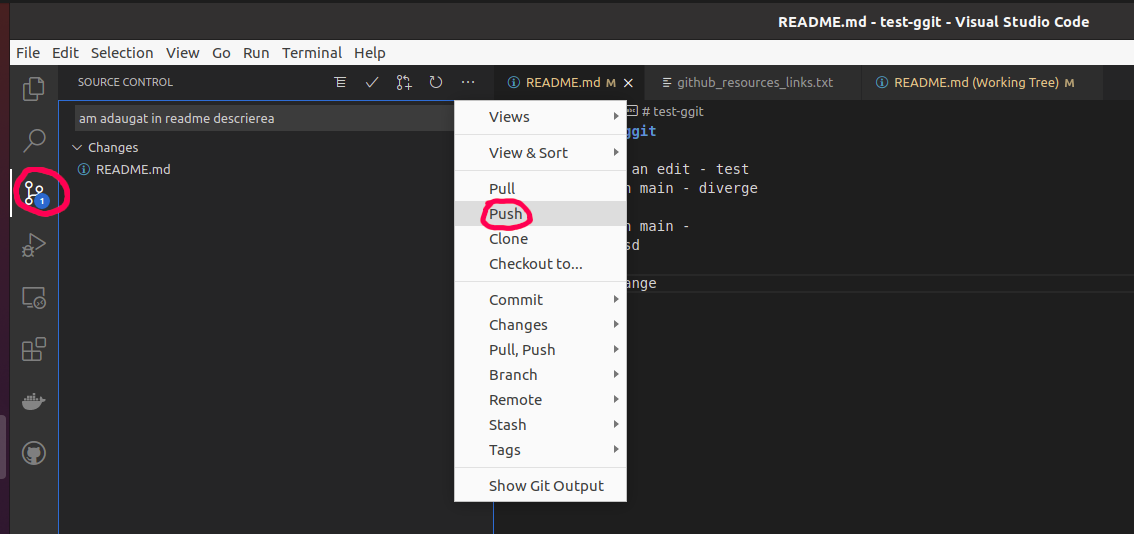 README.md - test-ggit - Visual Studio Code
File Edit Selection View Go Run Terminal Help
SOURCE CONTROL
README.md M
github_resources_links.txt
README.md (Working Tree) M
am adaugat in readme descrierea
Changes
README.md
1
Views
View & Sort
Pull
Push
Clone
Checkout to...
Commit
Changes
Pull, Push
Branch
Remote
Stash
Tags
Show Git Output
# test-ggit
ggit
an edit - test
main - diverge
main -
sd
ange